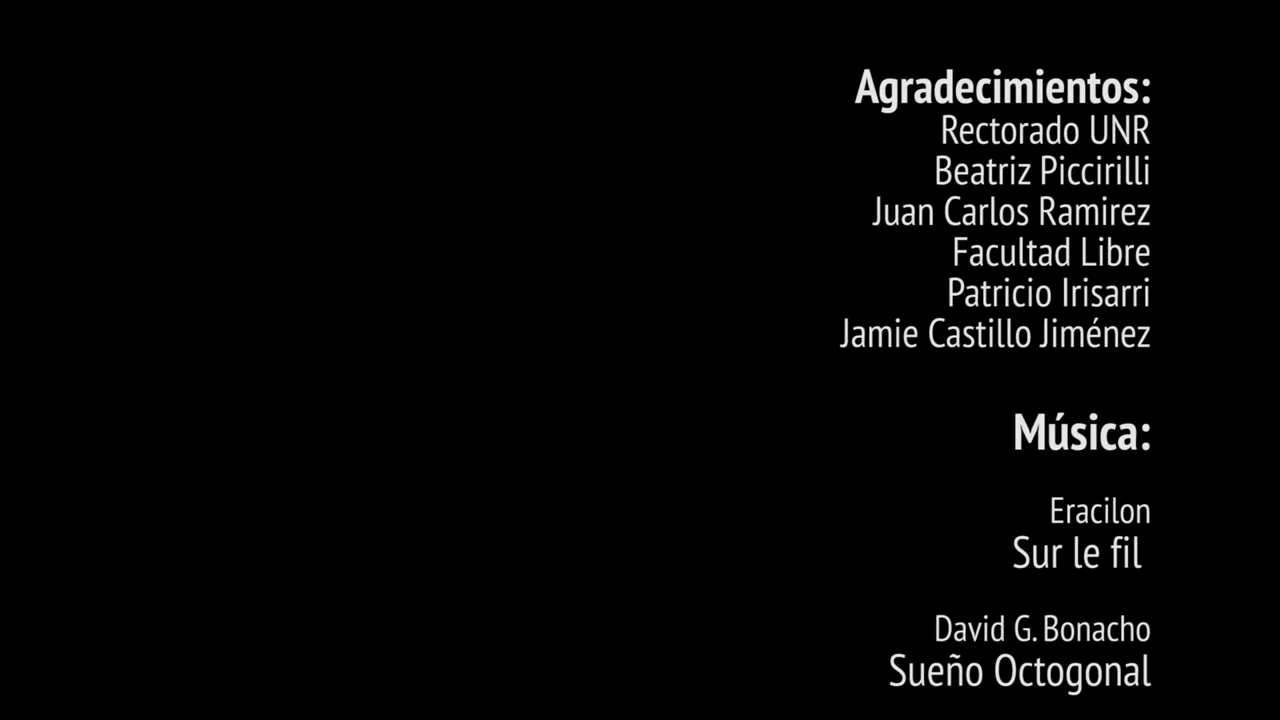 Agradecimientos:
Rectorado UNR
Beatriz Piccirilli
Juan Carlos Ramirez
Facultad Libre
Patricio Irisarri
Jamie Castillo Jiménez
Música:
Eracilon
Sur le fil
David G. Bonacho
Sueño Octogonal